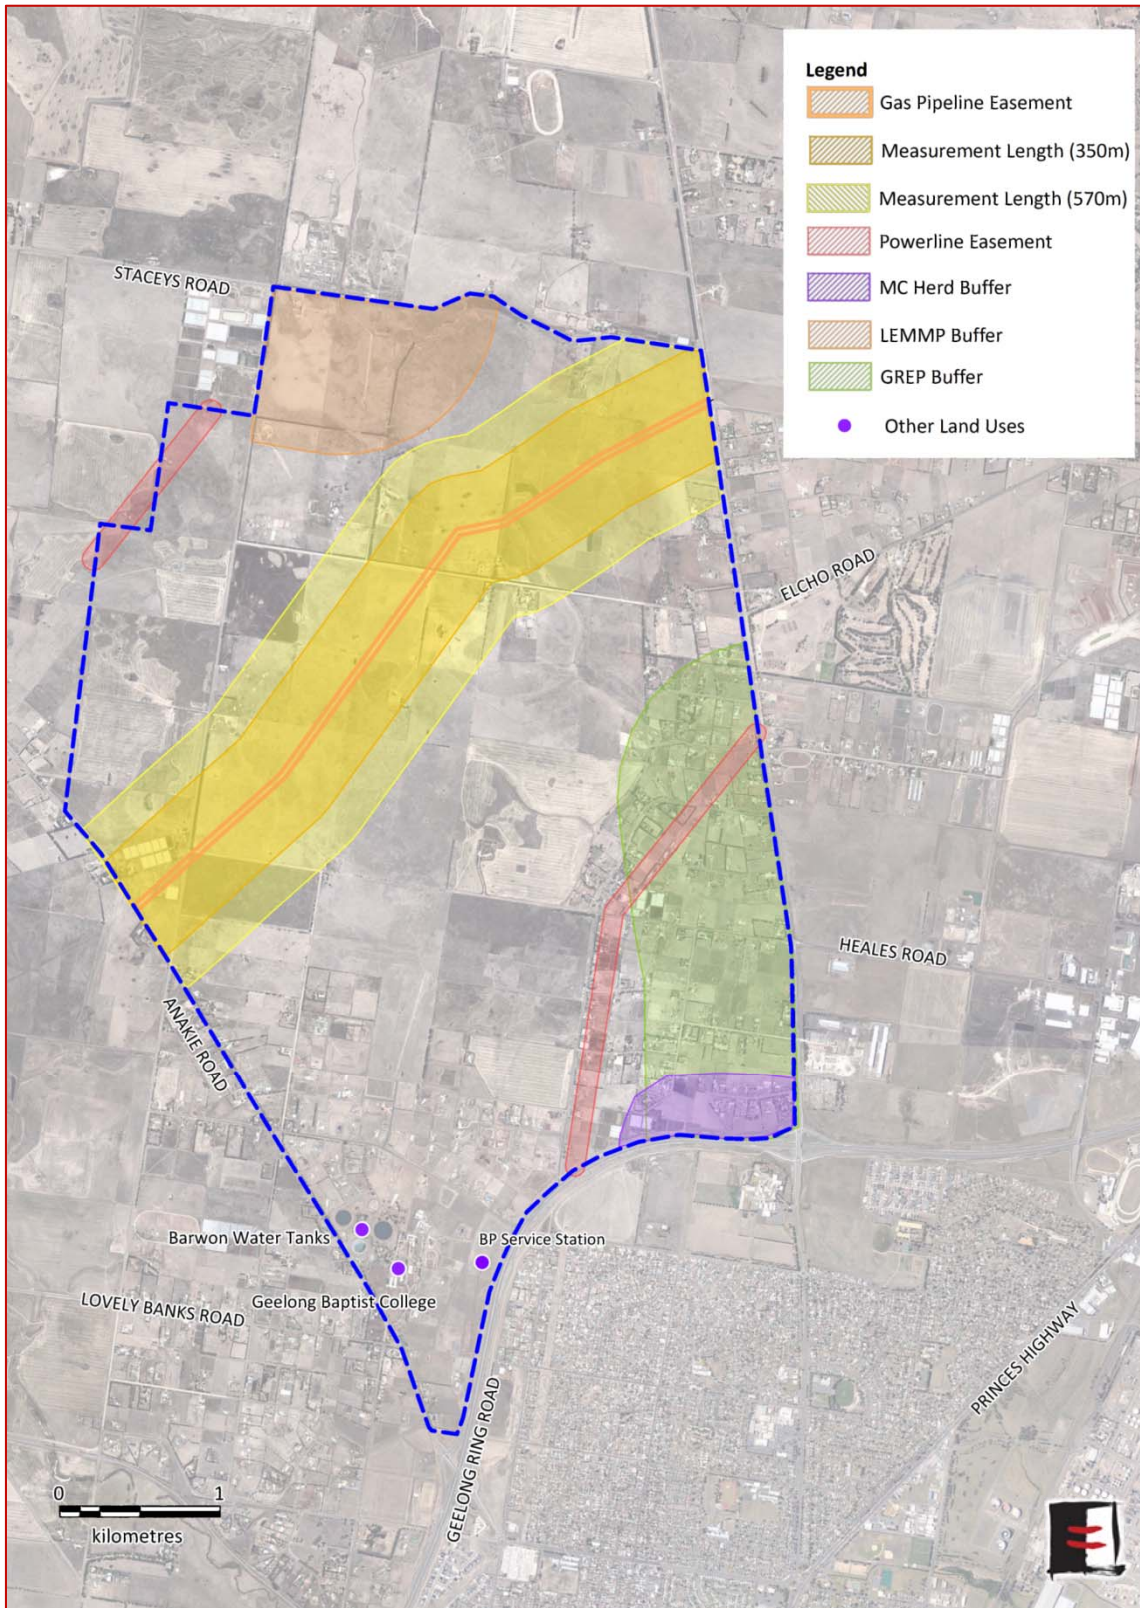 Legend
Gas Pipeline Easement
Measurement Length (350m)
Measurement Length (570m)
Powerline Easement
MC Herd Buffer
LEMMP Buffer
GREP Buffer
Other Land Uses
STACEYS ROAD
ELCHO ROAD
HEALES ROAD
ANAKIE ROAD
Barwon Water Tanks
BP Service Station
Geelong Baptist College
LOVELY BANKS ROAD
PRINCES HIGHWAY
GEELONG RING ROAD
0 1
kilometres